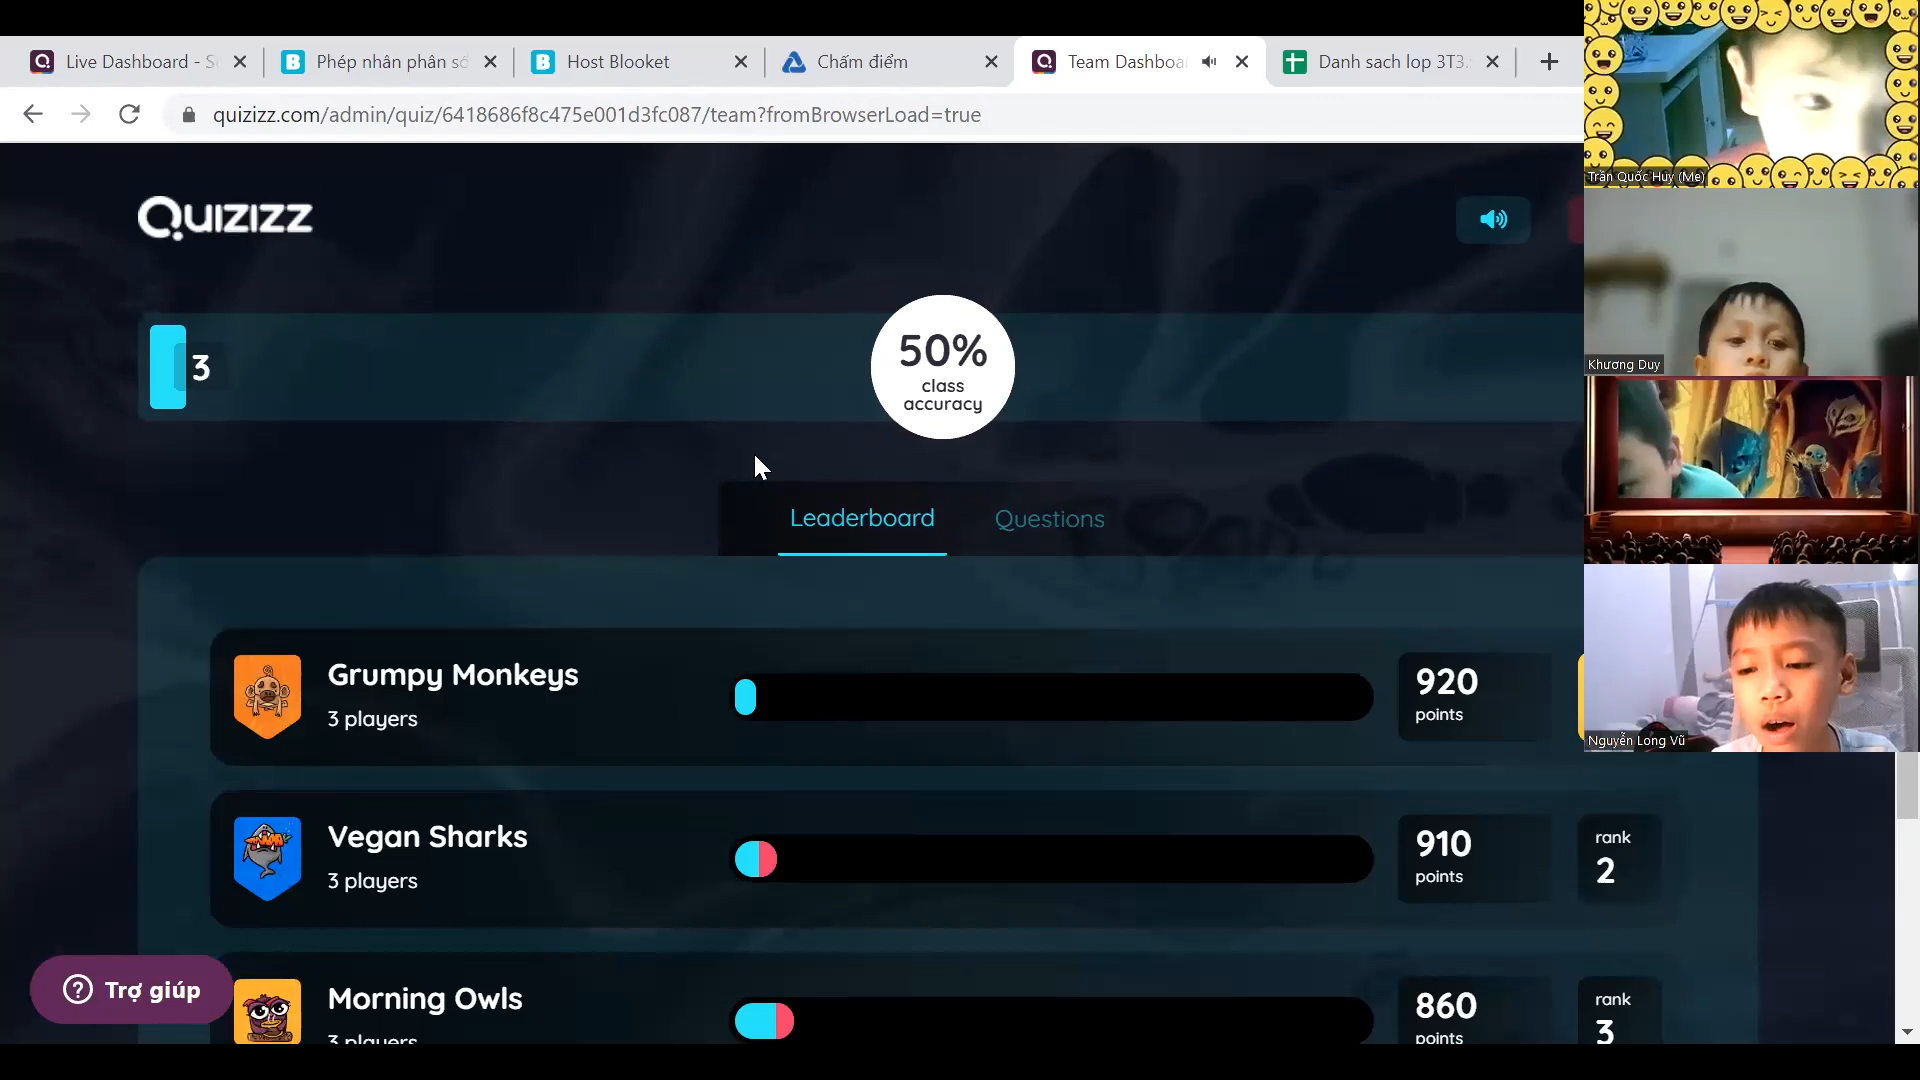 Live Dashboard - S
Phép nhân phân số
Host Blooket
Chấm điểm
Team Dashboa
Danh sach lop 3T3.
quizizz.com/admin/quiz/6418686f8c475e001d3fc087/team?fromBrowserLoad=true
Trần Quốc Huy (Me)
Quizizz
3
50%
class
accuracy
Khương Duy
Leaderboard
Questions
Grumpy Monkeys
3 players
920
points
Nguyễn Long Vũ
Vegan Sharks
3 players
910
points
rank
2
Trợ giúp
Morning Owls
3 players
860
points
rank
3